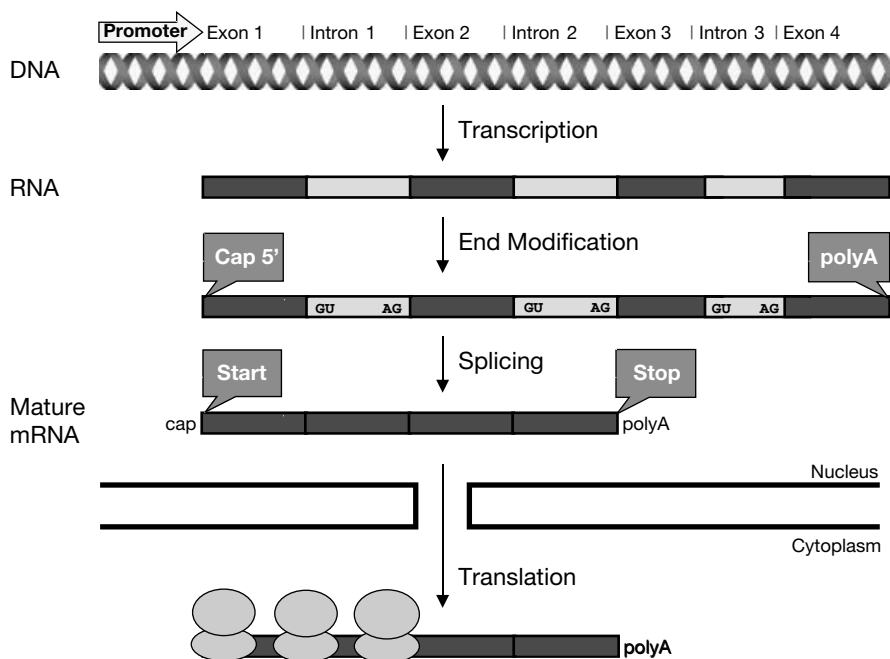 Promoter Exon 1 | Intron 1 | Exon 2 | Intron 2 | Exon 3 | Intron 3 | Exon 4
DNA
Transcription
RNA
End Modification
Cap 5’ polyA
GU AG GU AG GU AG
Splicing
Start Stop
Mature
mRNA
cap polyA
Nucleus
Cytoplasm
Translation
polyA